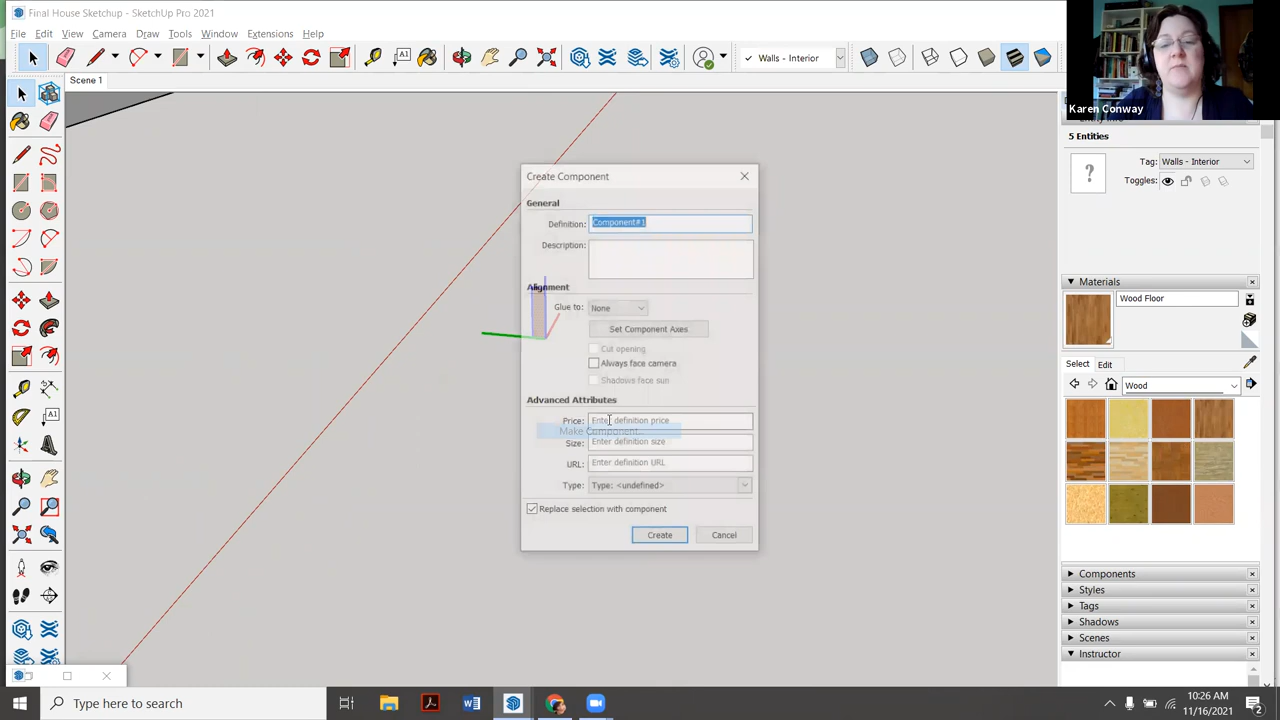 Final House Sketchup - SketchUp Pro 2021
File Edit View Camera Draw Tools Window Extensions Help
Walls - Interior
Scene 1
Karen Conway
5 Entities
Tag: Walls - Interior
Toggles:
Create Component
General
Definition: Component#1
Description:
Alignment
Glue to: None
Set Component Axes
Cut opening
Always face camera
Shadows face sun
Advanced Attributes
Price: Enter definition price
Make Component...
Size: Enter definition size
URL: Enter definition URL
Type: Type: <undefined>
Replace selection with component
Create Cancel
Materials
Wood Floor
Select Edit
Wood
Components
Styles
Tags
Shadows
Scenes
Instructor
Type here to search
10:26 AM
11/16/2021
2